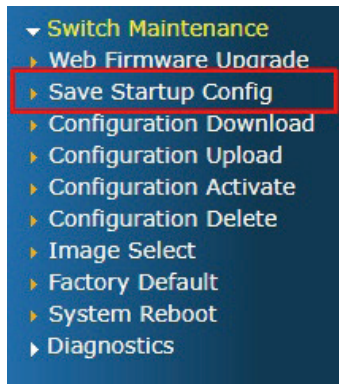 Switch Maintenance
Web Firmware Upgrade
Save Startup Config
Configuration Download
Configuration Upload
Configuration Activate
Configuration Delete
Image Select
Factory Default
System Reboot
Diagnostics